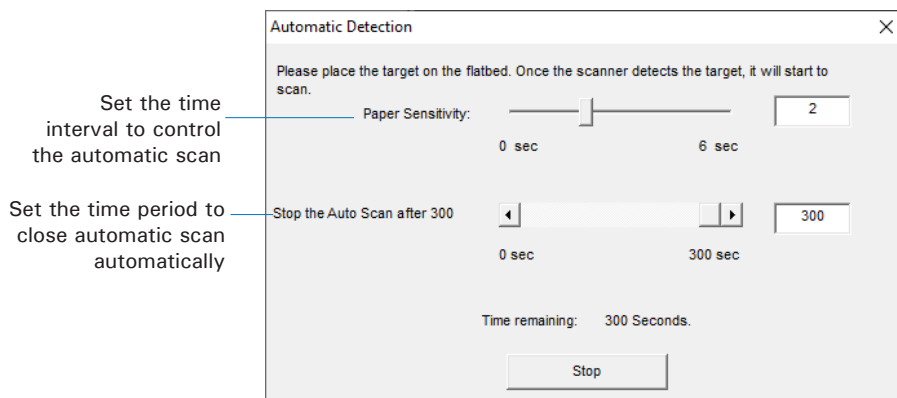 Automatic Detection
Please place the target on the flatbed. Once the scanner detects the target, it will start to
scan.
Set the time
interval to control
the automatic scan
Paper Sensitivity:
2
0 sec
6 sec
Set the time period to
close automatic scan
automatically
Stop the Auto Scan after 300
300
0 sec
300 sec
Time remaining: 300 Seconds.
Stop